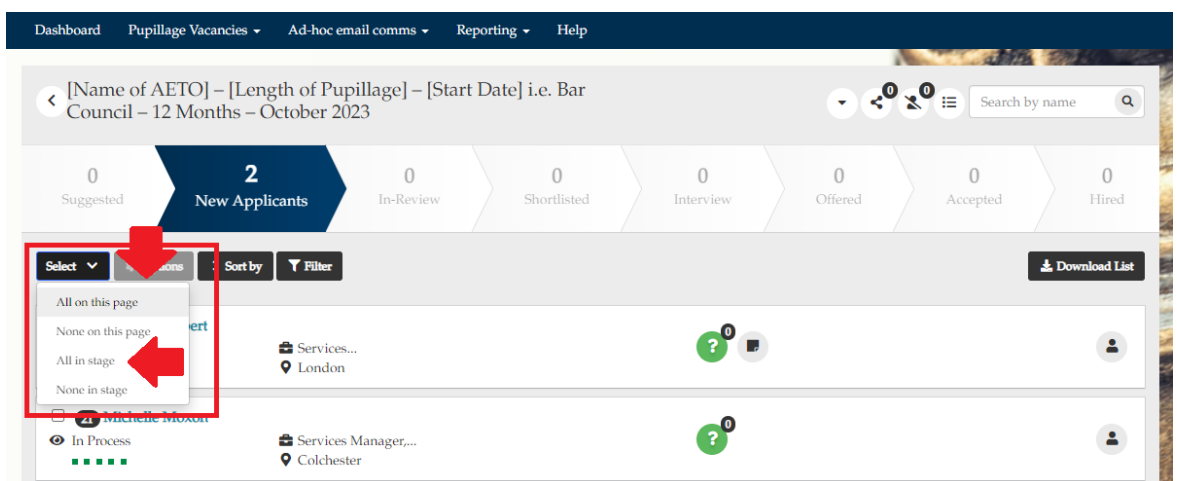 Dashboard Pupillage Vacancies Ad-hoc email comms Reporting Help
[Name of AETO] – [Length of Pupillage] – [Start Date] i.e. Bar
Council – 12 Months – October 2023
0 0 Search by name
0 2 0 0 0 0 0 0
Suggested New Applicants In-Review Shortlisted Interview Offered Accepted Hired
Select Sort by Filter Download List
All on this page
None on this page
All in stage
None in stage
Services...
London
0
21 Michelle Moxon
In Process Services Manager,...
Colchester
0